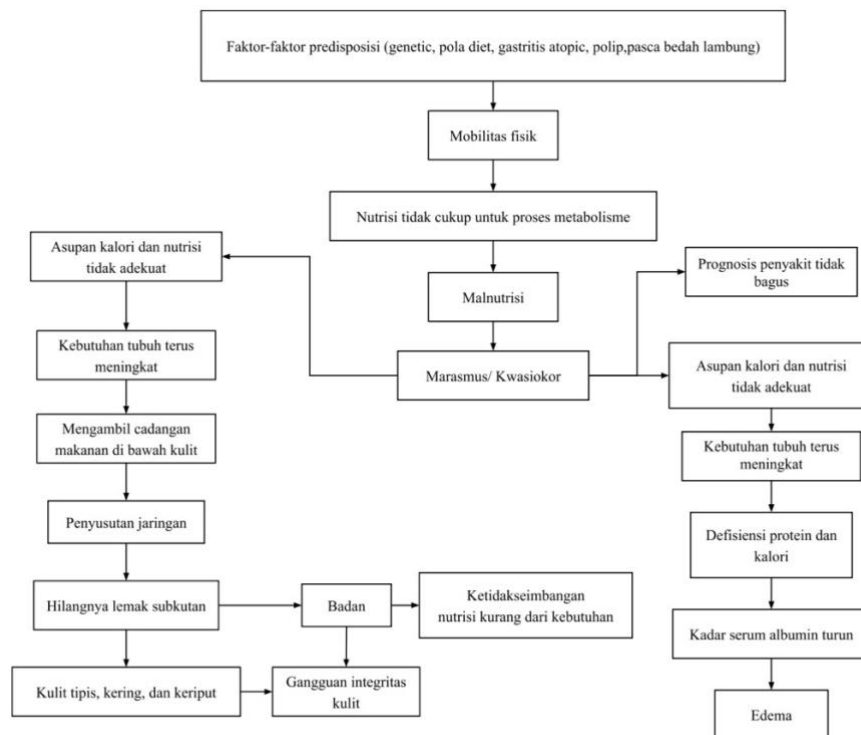 Faktor-faktor predisposisi (genetic, pola diet, gastritis atopic, polip,pasca bedah lambung)
Mobilitas fisik
Nutrisi tidak cukup untuk proses metabolisme
Asupan kalori dan nutrisi
tidak adekuat
Prognosis penyakit tidak
bagus
Malnutrisi
Kebutuhan tubuh terus
meningkat
Marasmus/ Kwasiokor
Asupan kalori dan nutrisi
tidak adekuat
Mengambil cadangan
makanan di bawah kulit
Kebutuhan tubuh terus
meningkat
Penyusutan jaringan
Defisiensi protein dan
kalori
Hilangnya lemak subkutan
Badan
Ketidakseimbangan
nutrisi kurang dari kebutuhan
Kadar serum albumin turun
Kulit tipis, kering, dan keriput
Gangguan integritas
kulit
Edema